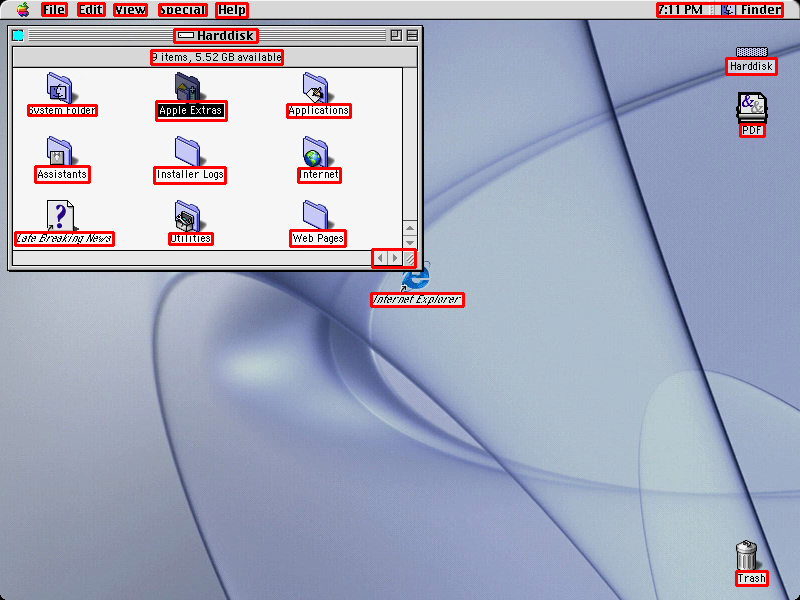 File Edit View Special Help 7:11 PM Finder
Harddisk
9 items, 5.52 GB available
System Folder Apple Extras Applications
Assistants Installer Logs Internet
Late Breaking News Utilities Web Pages
Internet Explorer
Harddisk
PDF
Trash